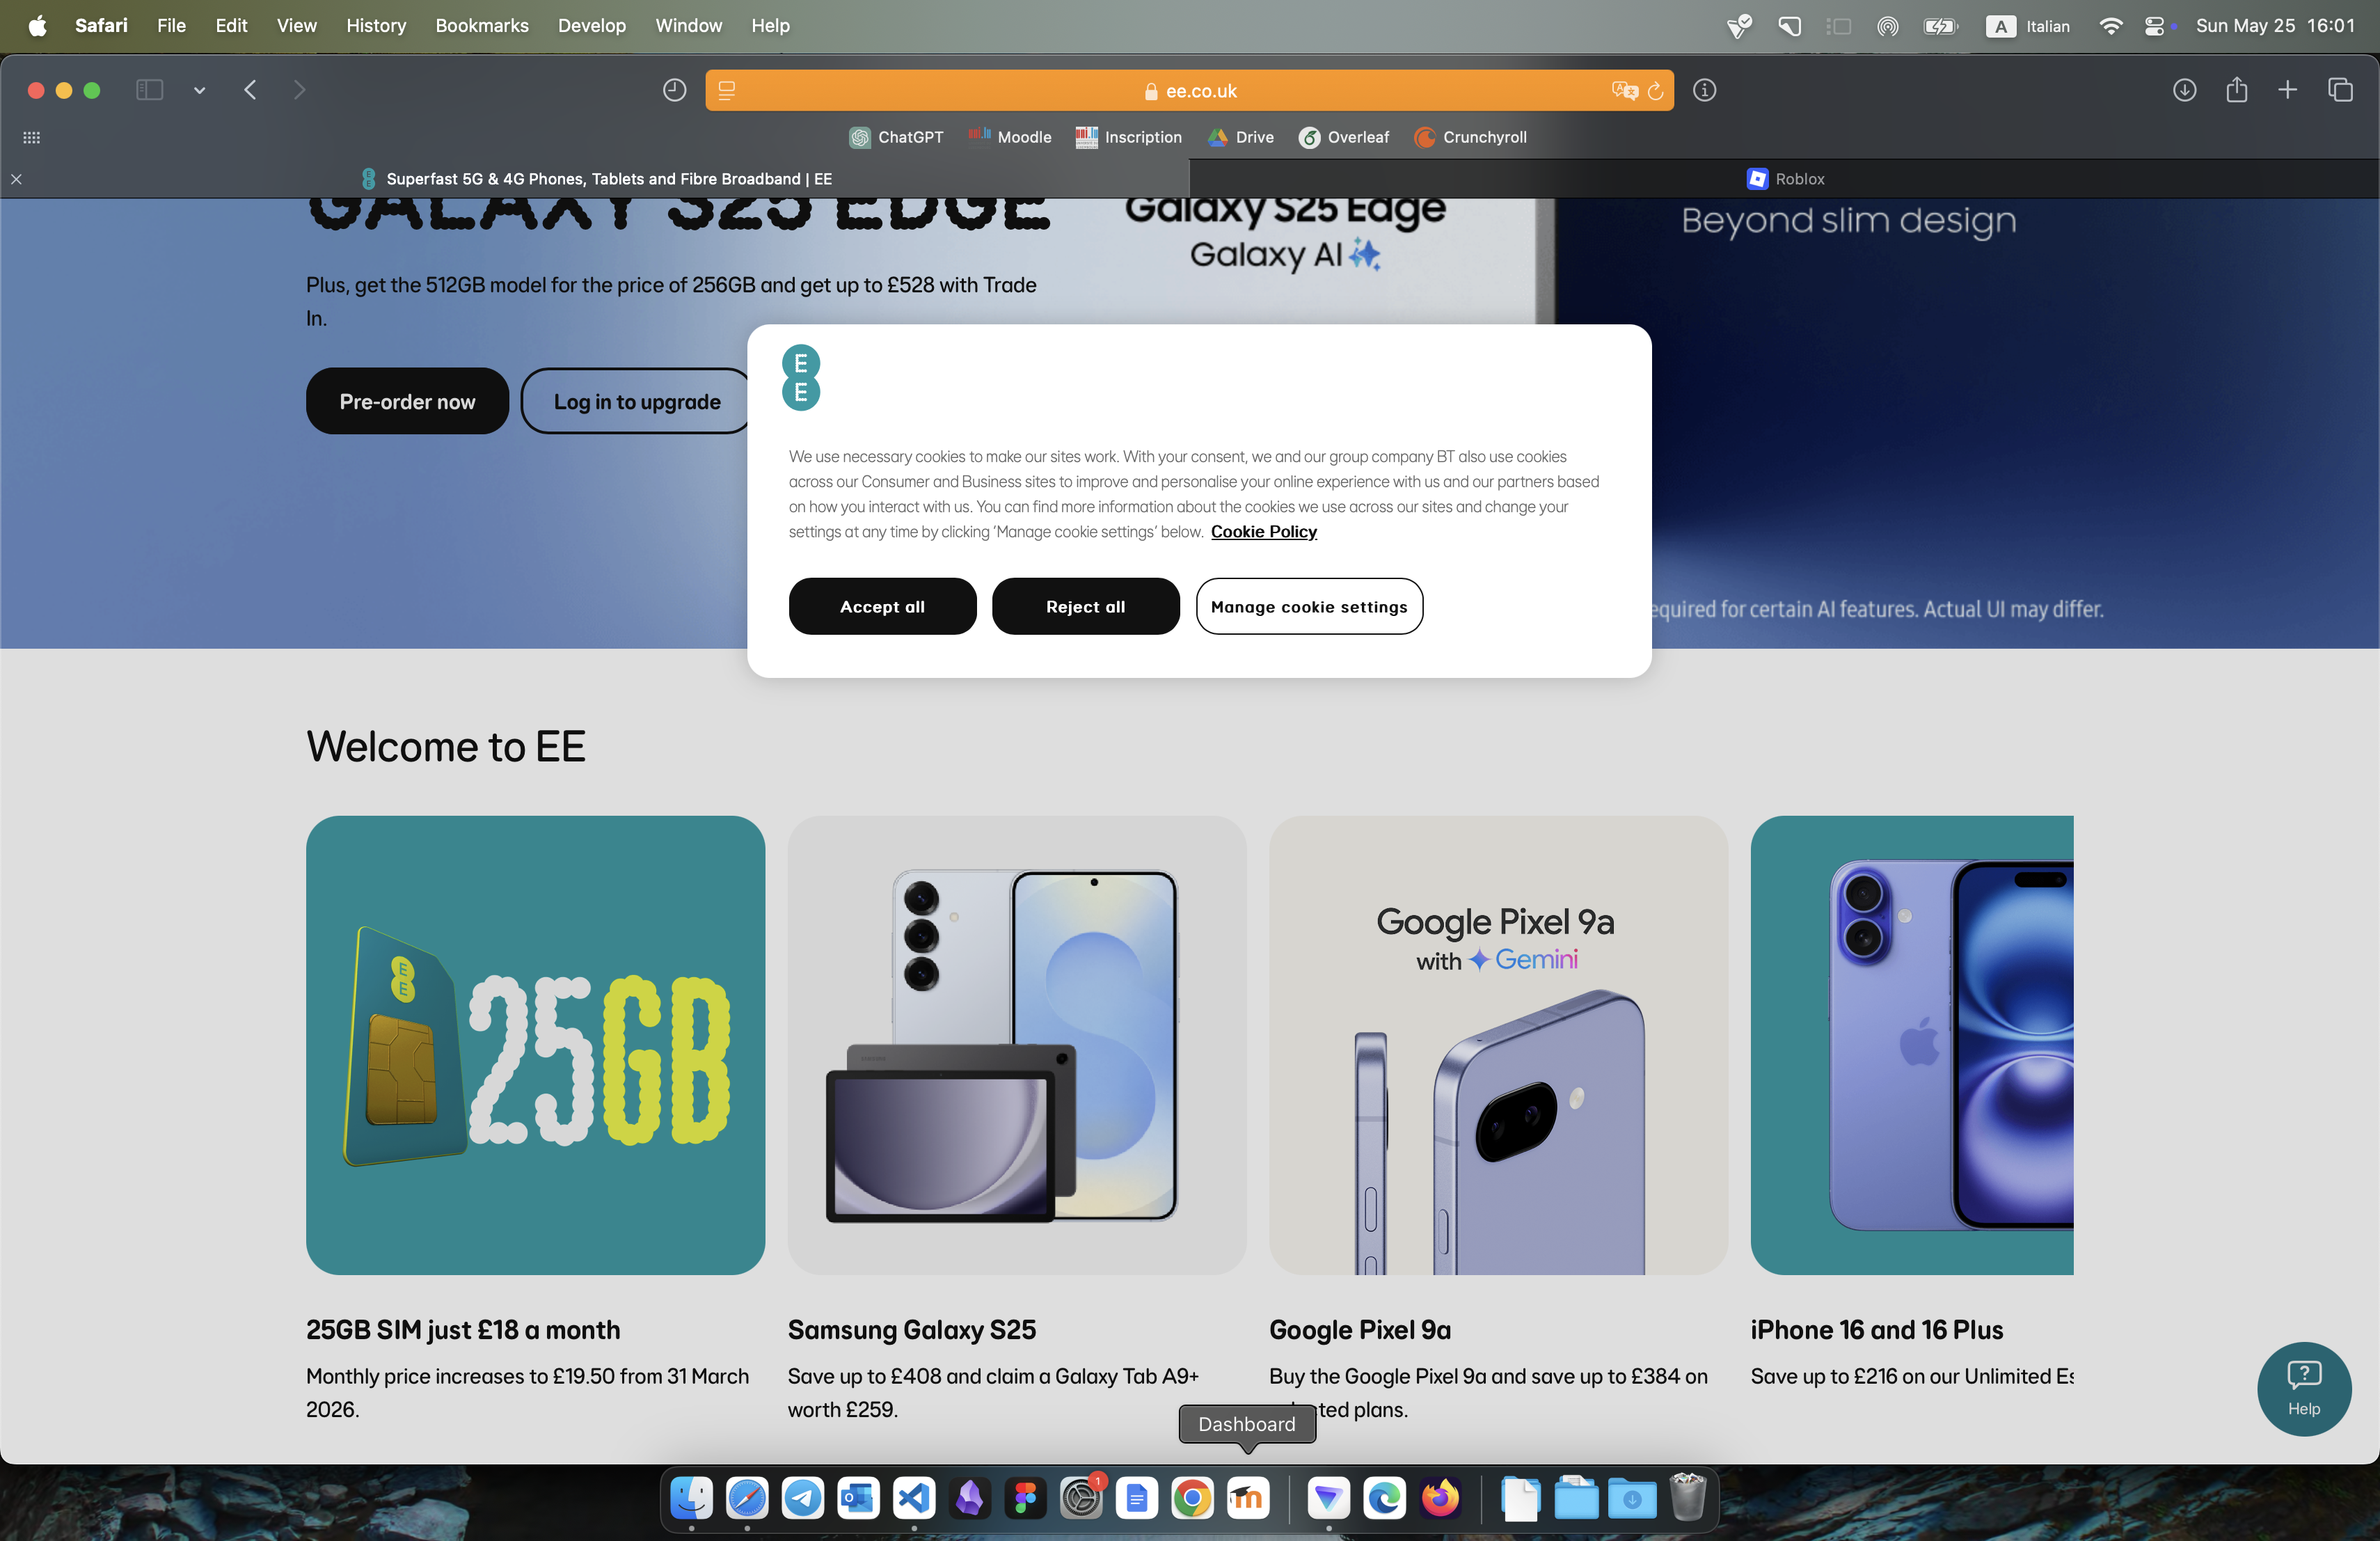 Safari File Edit View History Bookmarks Develop Window Help
A Italian Sun May 25 16:01
ee.co.uk
ChatGPT Moodle Inscription Drive Overleaf Crunchyroll
Superfast 5G & 4G Phones, Tablets and Fibre Broadband | EE
Roblox
GALAXY S25 EDGE
Plus, get the 512GB model for the price of 256GB and get up to £528 with Trade
In.
Pre-order now
Log in to upgrade
Galaxy S25 Edge
Galaxy AI
Beyond slim design
required for certain AI features. Actual UI may differ.
E
E
We use necessary cookies to make our sites work. With your consent, we and our group company BT also use cookies
across our Consumer and Business sites to improve and personalise your online experience with us and our partners based
on how you interact with us. You can find more information about the cookies we use across our sites and change your
settings at any time by clicking 'Manage cookie settings' below. Cookie Policy
Accept all
Reject all
Manage cookie settings
Welcome to EE
E
E
25GB
25GB SIM just £18 a month
Monthly price increases to £19.50 from 31 March
2026.
Samsung Galaxy S25
Save up to £408 and claim a Galaxy Tab A9+
worth £259.
Google Pixel 9a
with Gemini
Google Pixel 9a
Buy the Google Pixel 9a and save up to £384 on
plans.
iPhone 16 and 16 Plus
Save up to £216 on our Unlimited
Help
Dashboard
1